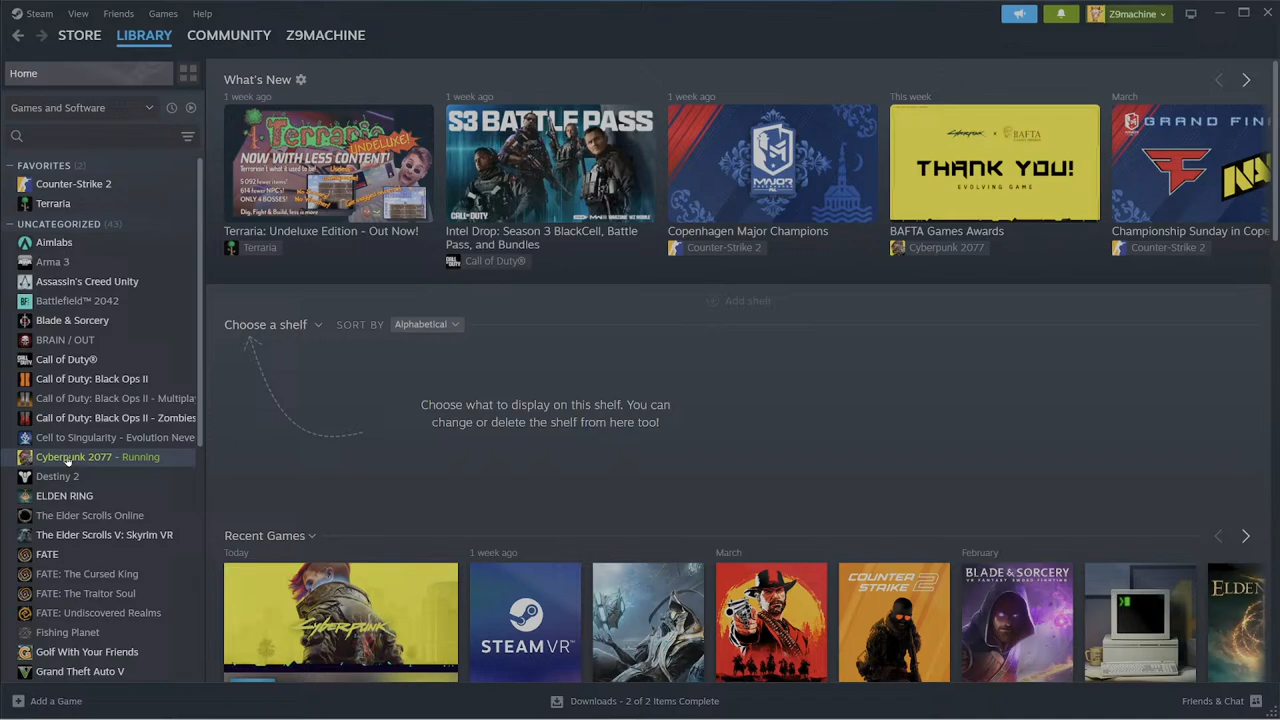 Steam View Friends Games Help
Z9machine
STORE LIBRARY COMMUNITY Z9MACHINE
Home
Games and Software
FAVORITES (2)
Counter-Strike 2
Terraria
UNCATEGORIZED (43)
Aimlabs
Arma 3
Assassin's Creed Unity
Battlefield™ 2042
Blade & Sorcery
BRAIN / OUT
Call of Duty®
Call of Duty: Black Ops II
Call of Duty: Black Ops II - Multipla
Call of Duty: Black Ops II - Zombies
Cell to Singularity - Evolution Neve
Cyberpunk 2077 - Running
Destiny 2
ELDEN RING
The Elder Scrolls Online
The Elder Scrolls V: Skyrim VR
FATE
FATE: The Cursed King
FATE: The Traitor Soul
FATE: Undiscovered Realms
Fishing Planet
Golf With Your Friends
Grand Theft Auto V
What's New
1 week ago
Terraria
UNDELUXE!
NOW WITH LESS CONTENT!
Terraria: Undeluxe Edition - Out Now!
Terraria
1 week ago
S3 BATTLE PASS
Intel Drop: Season 3 BlackCell, Battle
Pass, and Bundles
Call of Duty®
1 week ago
MAJOR
Copenhagen Major Champions
Counter-Strike 2
This week
BAFTA
THANK YOU!
EVOLVING GAME
BAFTA Games Awards
Cyberpunk 2077
March
GRAND FIN
Championship Sunday in Cope
Counter-Strike 2
Add shelf
Choose a shelf SORT BY Alphabetical
Choose what to display on this shelf. You can
change or delete the shelf from here too!
Recent Games
Today
Cyberpunk
1 week ago
STEAMVR™
March
COUNTER
STRIKE 2
February
BLADE & SORCERY
ELDEN
Add a Game
Downloads - 2 of 2 Items Complete
Friends & Chat